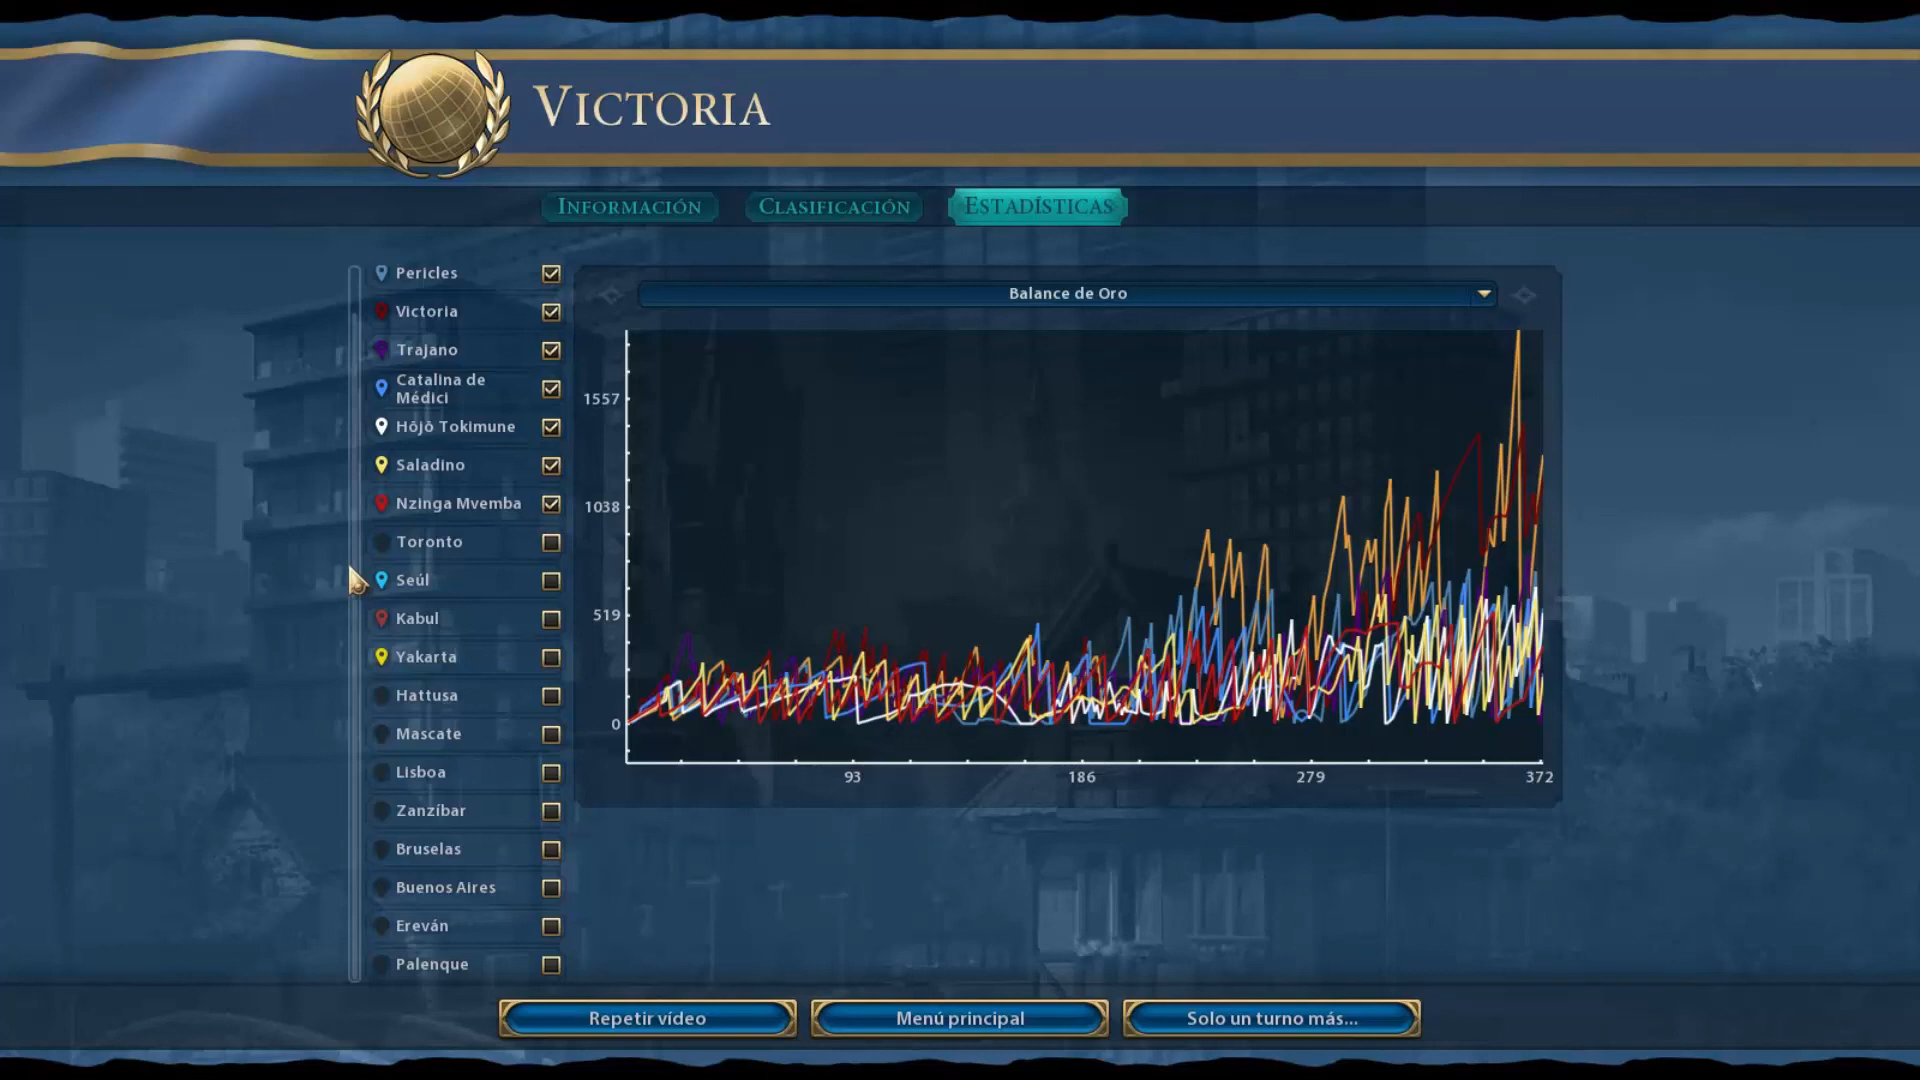 VICTORIA
INFORMACIÓN
CLASIFICACIÓN
ESTADÍSTICAS
Pericles
Victoria
Trajano
Catalina de
Médici
Hōjō Tokimune
Saladino
Nzinga Mvemba
Toronto
Seúl
Kabul
Yakarta
Hattusa
Mascate
Lisboa
Zanzíbar
Bruselas
Buenos Aires
Ereván
Palenque
Balance de Oro
1557
1038
519
0
93
186
279
372
Repetir vídeo
Menú principal
Solo un turno más...